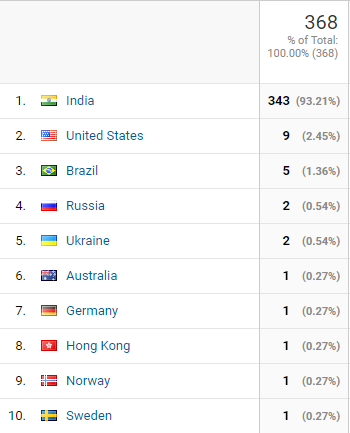 368
% of Total:
100.00% (368)
1. India 343 (93.21%)
2. United States 9 (2.45%)
3. Brazil 5 (1.36%)
4. Russia 2 (0.54%)
5. Ukraine 2 (0.54%)
6. Australia 1 (0.27%)
7. Germany 1 (0.27%)
8. Hong Kong 1 (0.27%)
9. Norway 1 (0.27%)
10. Sweden 1 (0.27%)